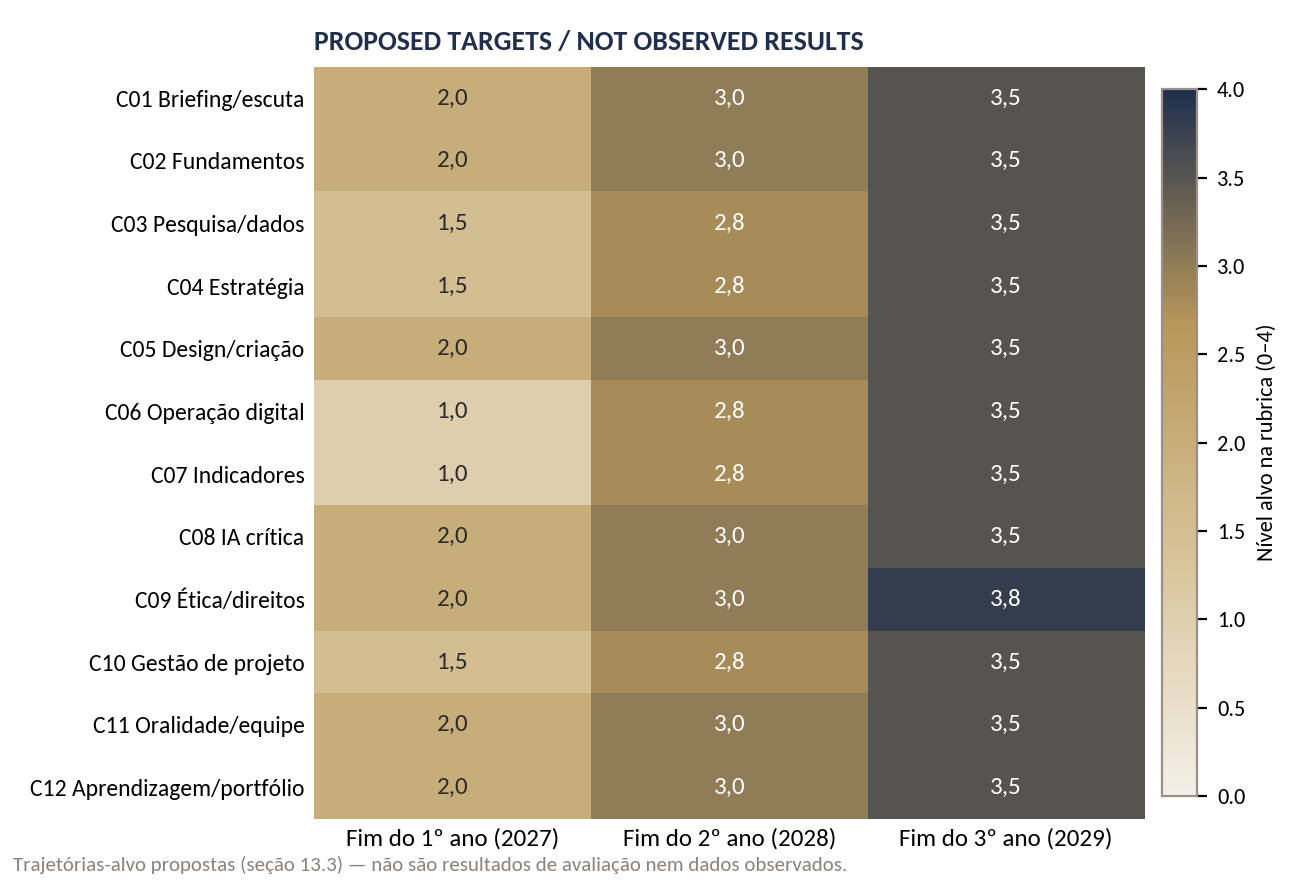 PROPOSED TARGETS / NOT OBSERVED RESULTS
C01 Briefing/escuta 2,0 3,0 3,5
C02 Fundamentos 2,0 3,0 3,5
C03 Pesquisa/dados 1,5 2,8 3,5
C04 Estratégia 1,5 2,8 3,5
C05 Design/criação 2,0 3,0 3,5
C06 Operação digital 1,0 2,8 3,5
C07 Indicadores 1,0 2,8 3,5
C08 IA crítica 2,0 3,0 3,5
C09 Ética/direitos 2,0 3,0 3,8
C10 Gestão de projeto 1,5 2,8 3,5
C11 Oralidade/equipe 2,0 3,0 3,5
C12 Aprendizagem/portfólio 2,0 3,0 3,5
Fim do 1º ano (2027) Fim do 2º ano (2028) Fim do 3º ano (2029)
4.0
3.5
3.0
2.5
2.0
1.5
1.0
0.5
0.0
Nível alvo na rubrica (0–4)
Trajetórias-alvo propostas (seção 13.3) — não são resultados de avaliação nem dados observados.